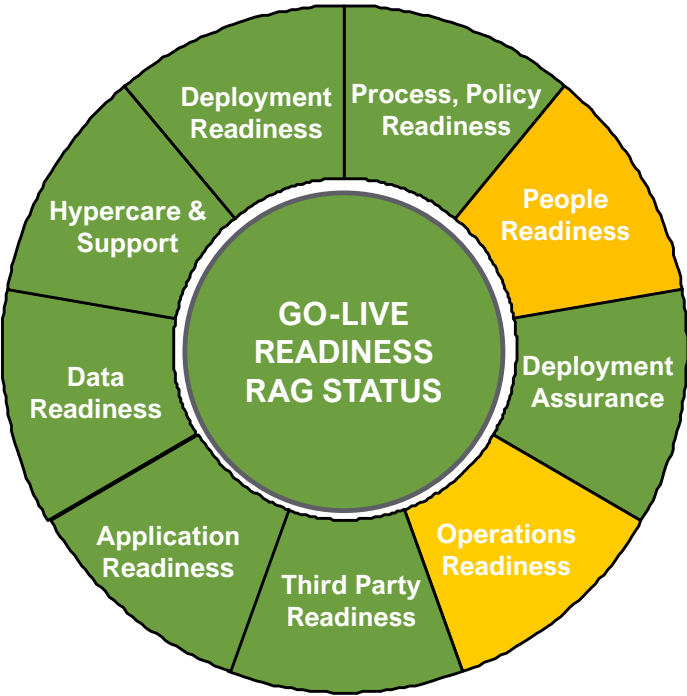 Deployment
Readiness
Process, Policy
Readiness
People
Readiness
Deployment
Assurance
Operations
Readiness
Third Party
Readiness
Application
Readiness
Data
Readiness
Hypercare &
Support
GO-LIVE
READINESS
RAG STATUS